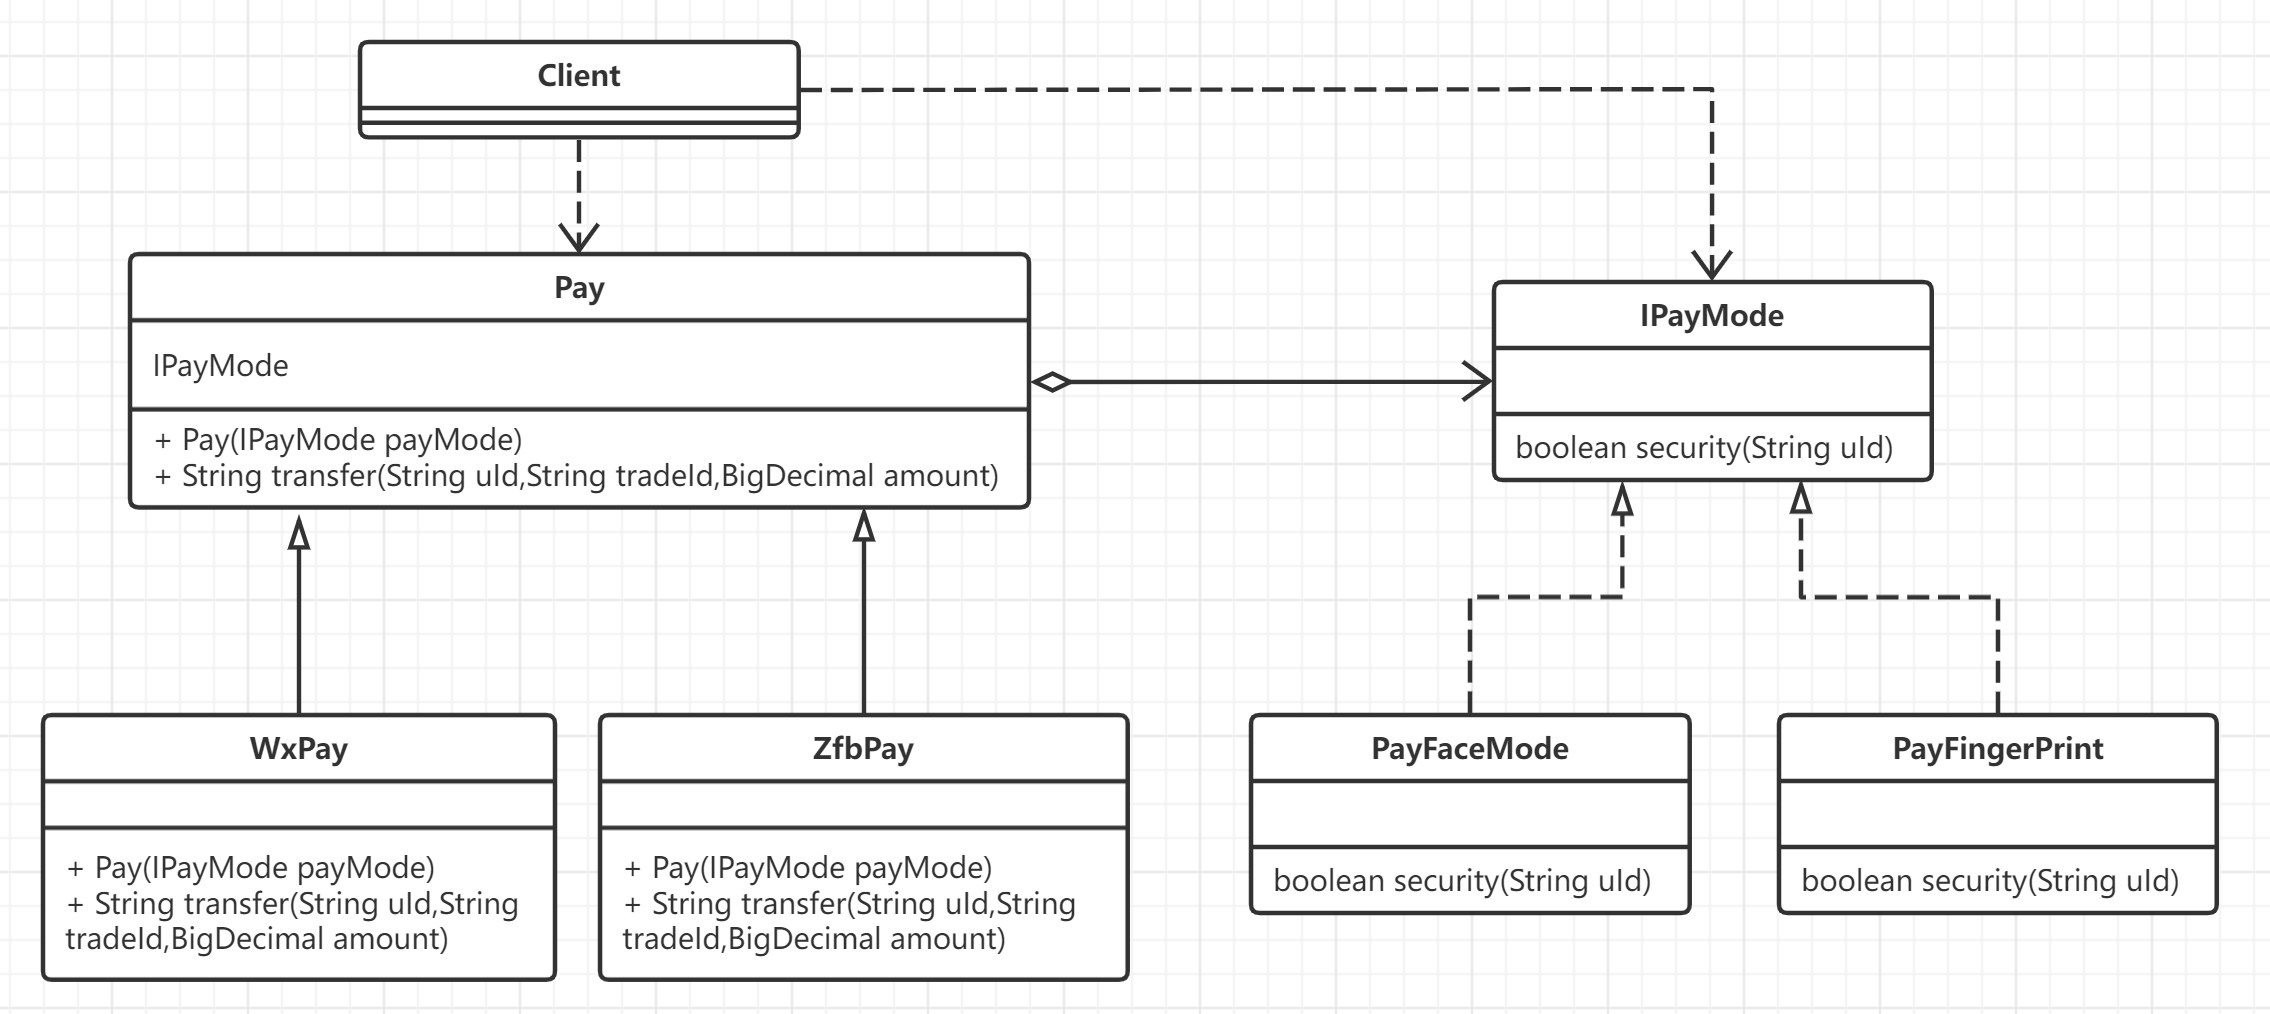 Client
Pay
IPayMode
+ Pay(IPayMode payMode)
+ String transfer(String uId,String tradeId,BigDecimal amount)
IPayMode
boolean security(String uId)
WxPay
+ Pay(IPayMode payMode)
+ String transfer(String uId,String
tradeId,BigDecimal amount)
ZfbPay
+ Pay(IPayMode payMode)
+ String transfer(String uId,String
tradeId,BigDecimal amount)
PayFaceMode
boolean security(String uId)
PayFingerPrint
boolean security(String uId)